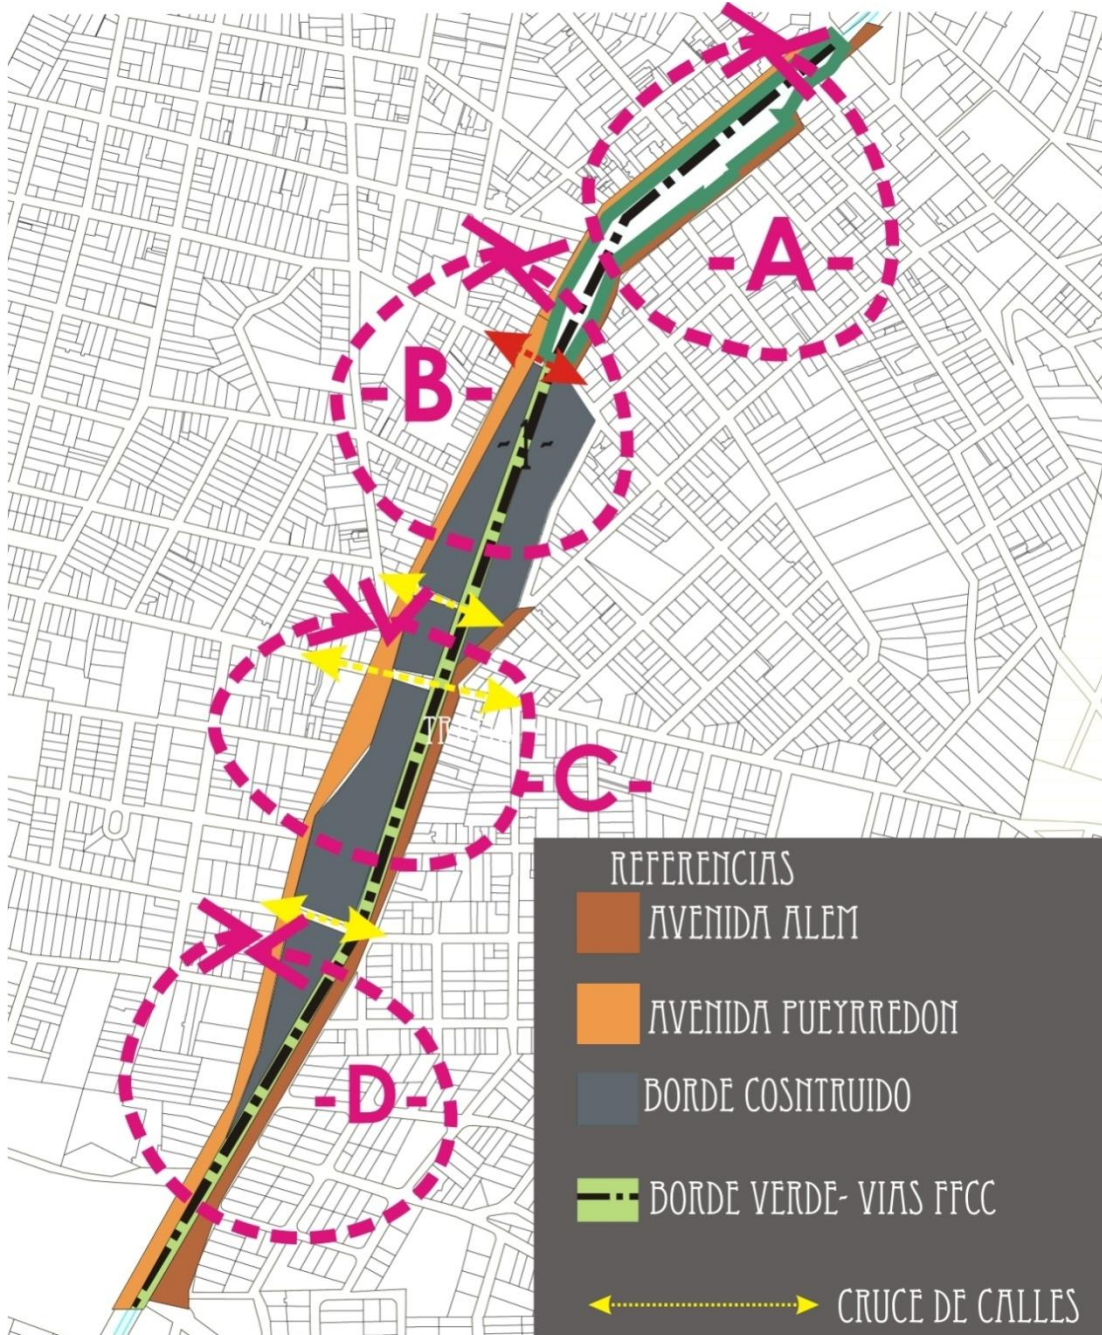 -A-
-B-
-C-
REFERENCIAS
AVENIDA ALEM
AVENIDA PUEYRREDON
BORDE COSNTRUIDO
-D-
BORDE VERDE- VIAS FFCC
CRUCE DE CALLES